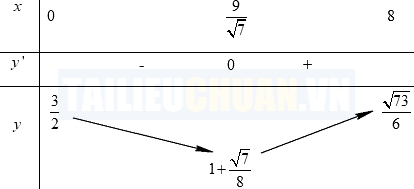 x 0 9/√7 8
y' - 0 +
y 3/2 1+√7/8 √73/6
TAILIEUCHUAN.VN